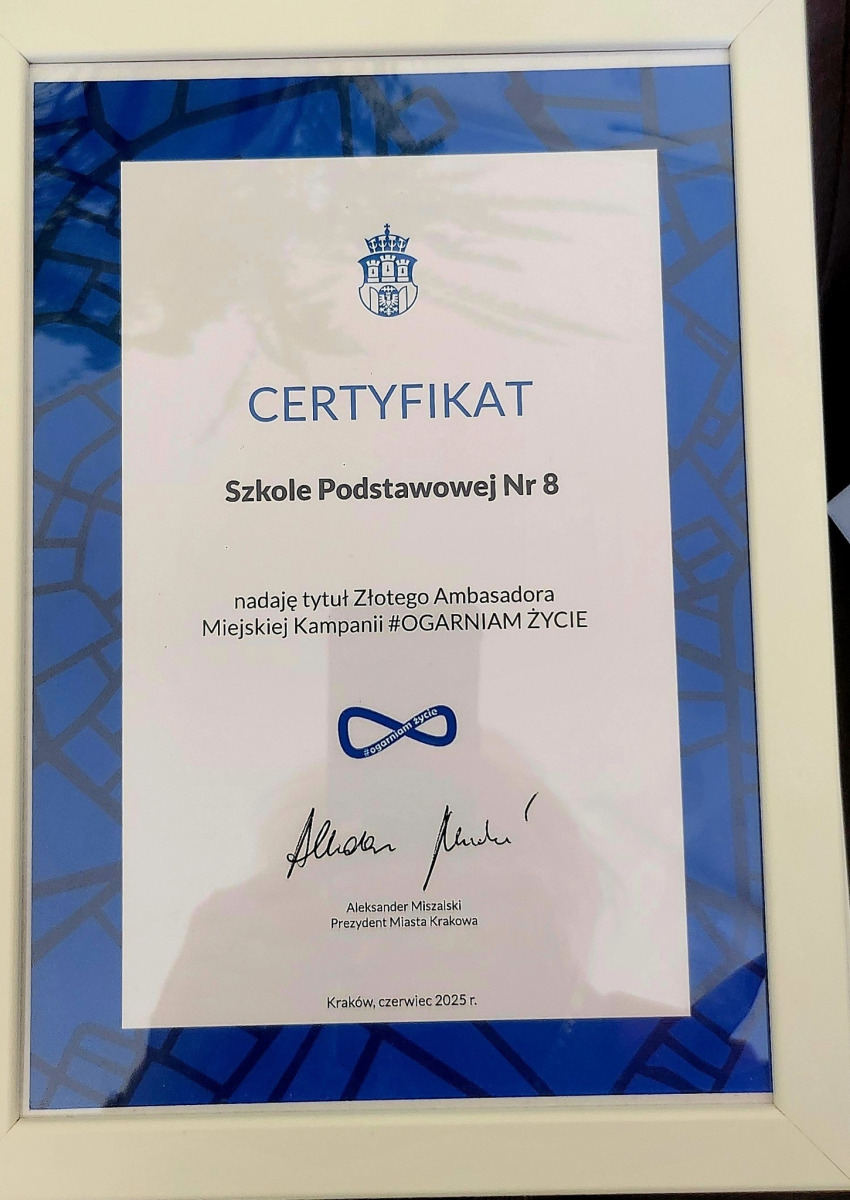 CERTYFIKAT
Szkole Podstawowej Nr 8
nadaję tytuł Złotego Ambasadora
Miejskiej Kampanii #OGARNIAM ŻYCIE
#ogarniam życie
Aleksander Miszalski
Prezydent Miasta Krakowa
Kraków, czerwiec 2025 r.